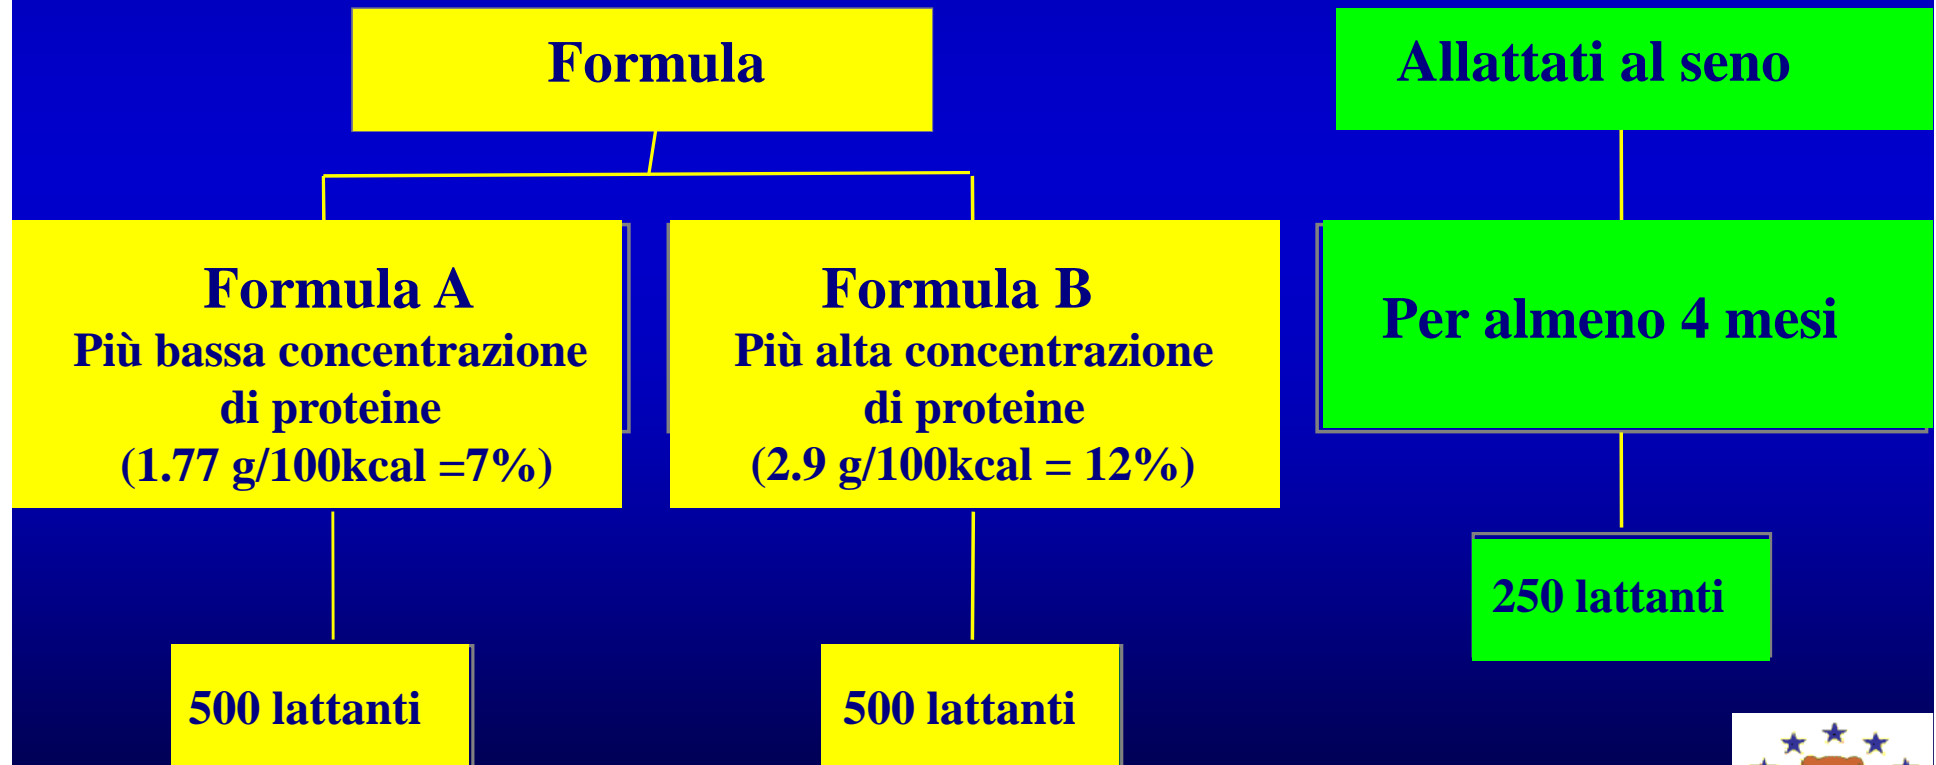 Formula
Allattati al seno
Formula A
Più bassa concentrazione
di proteine
(1.77 g/100kcal =7%)
Formula B
Più alta concentrazione
di proteine
(2.9 g/100kcal = 12%)
Per almeno 4 mesi
500 lattanti
500 lattanti
250 lattanti